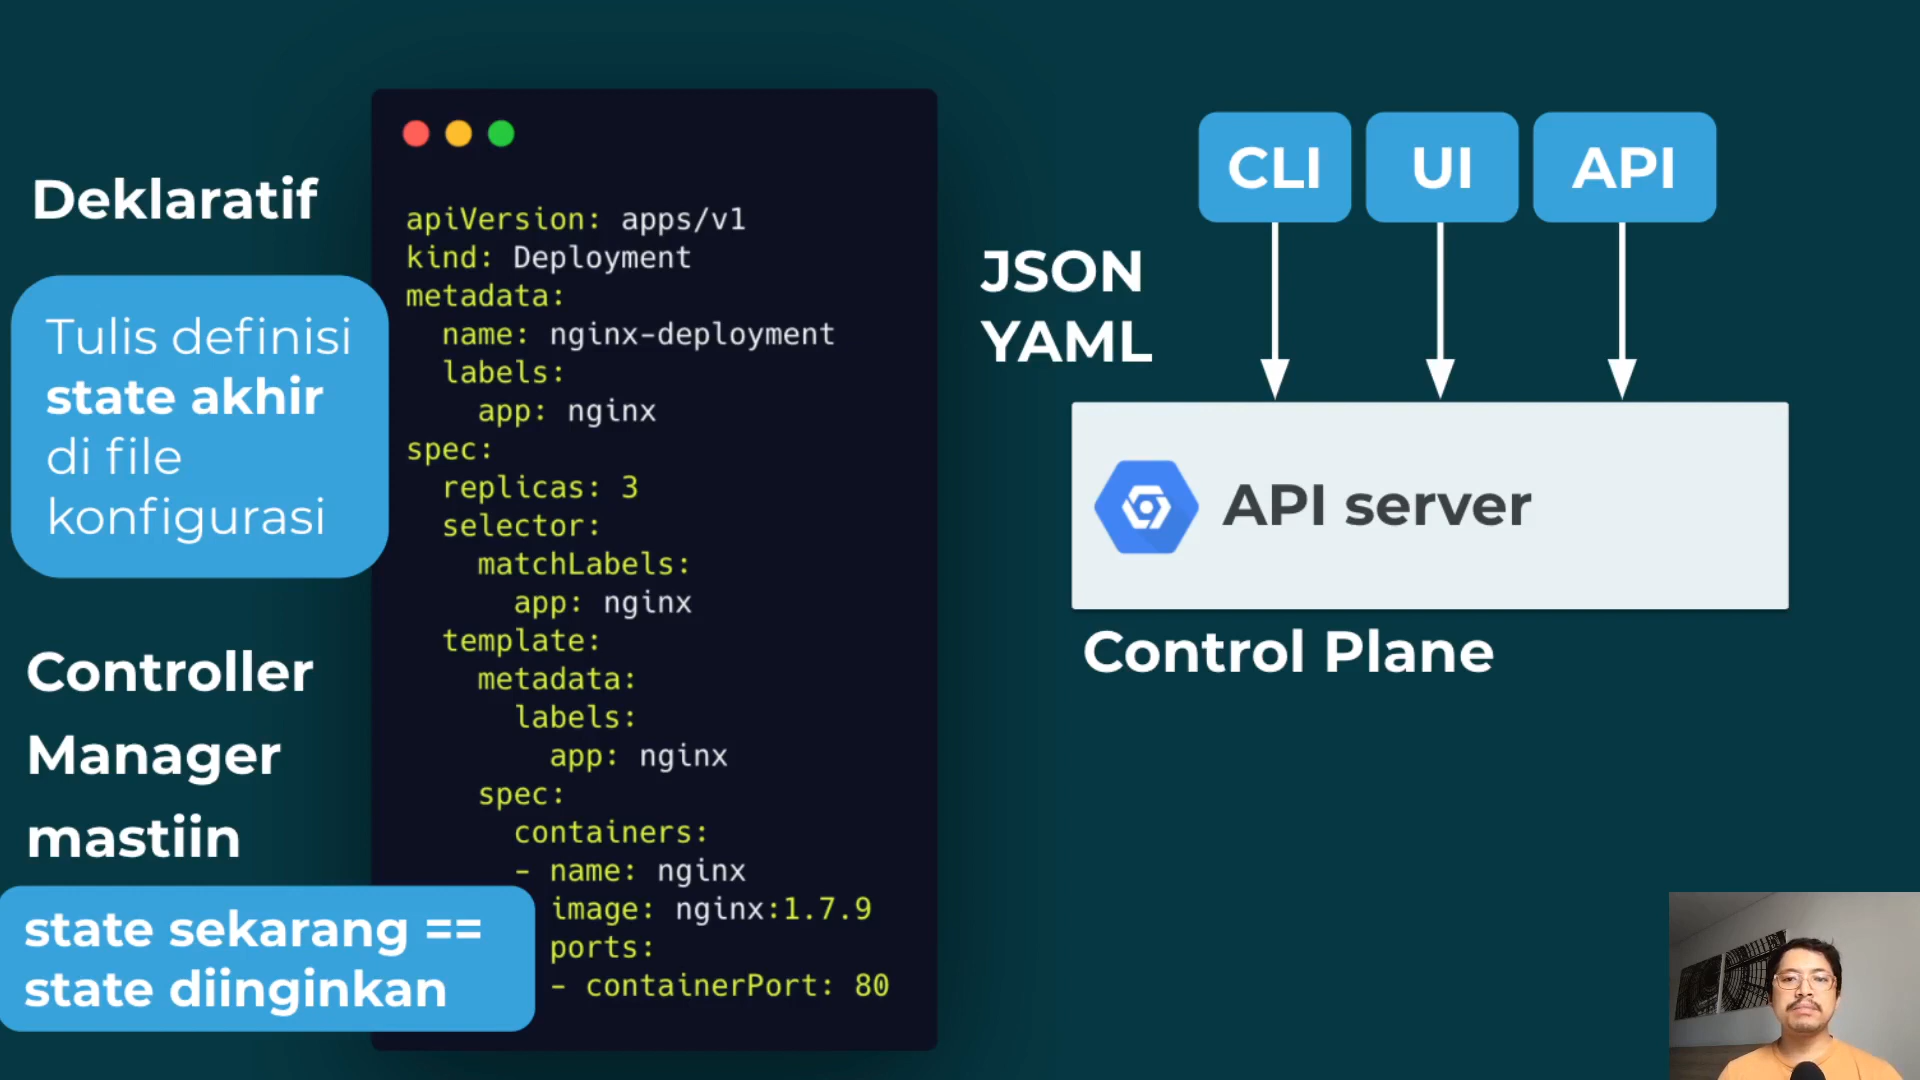 Deklaratif
Tulis definisi
state akhir
di file
konfigurasi
Controller
Manager
mastiin
state sekarang ==
state diinginkan
apiVersion: apps/v1
kind: Deployment
metadata:
  name: nginx-deployment
  labels:
    app: nginx
spec:
  replicas: 3
  selector:
    matchLabels:
      app: nginx
  template:
    metadata:
      labels:
        app: nginx
    spec:
      containers:
      - name: nginx
        image: nginx:1.7.9
        ports:
        - containerPort: 80
JSON
YAML
CLI
UI
API
API server
Control Plane